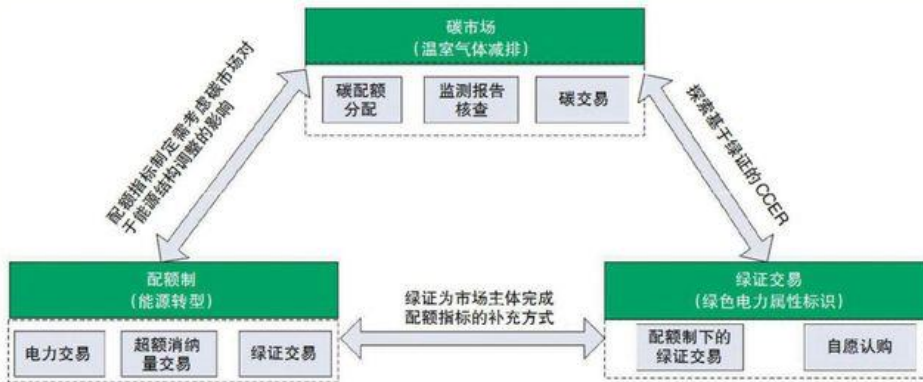 碳市场
（温室气体减排）
碳配额
分配
监测报告
核查
碳交易
配额指标制定需考虑碳市场对
于能源结构调整的影响
探索基于绿证的CCER
配额制
（能源转型）
电力交易
超额消纳
量交易
绿证交易
绿证为市场主体完成
配额指标的补充方式
绿证交易
（绿色电力属性标识）
配额制下的
绿证交易
自愿认购